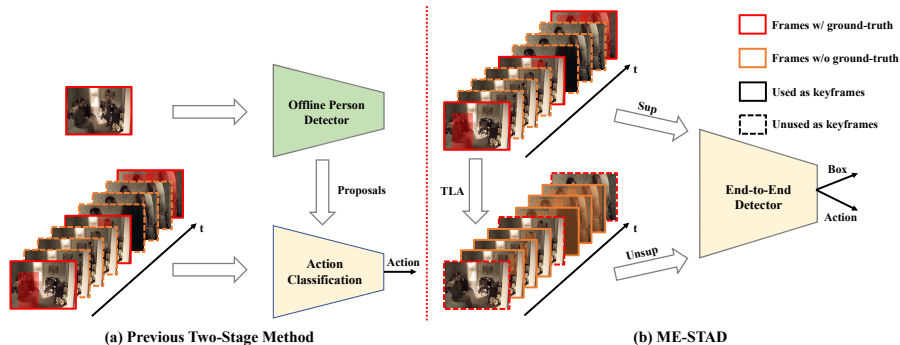 Offline Person
Detector
Proposals
t
Action
Classification
Action
(a) Previous Two-Stage Method
t
Sup
TLA
t
Unsup
End-to-End
Detector
Box
Action
Frames w/ ground-truth
Frames w/o ground-truth
Used as keyframes
Unused as keyframes
(b) ME-STAD